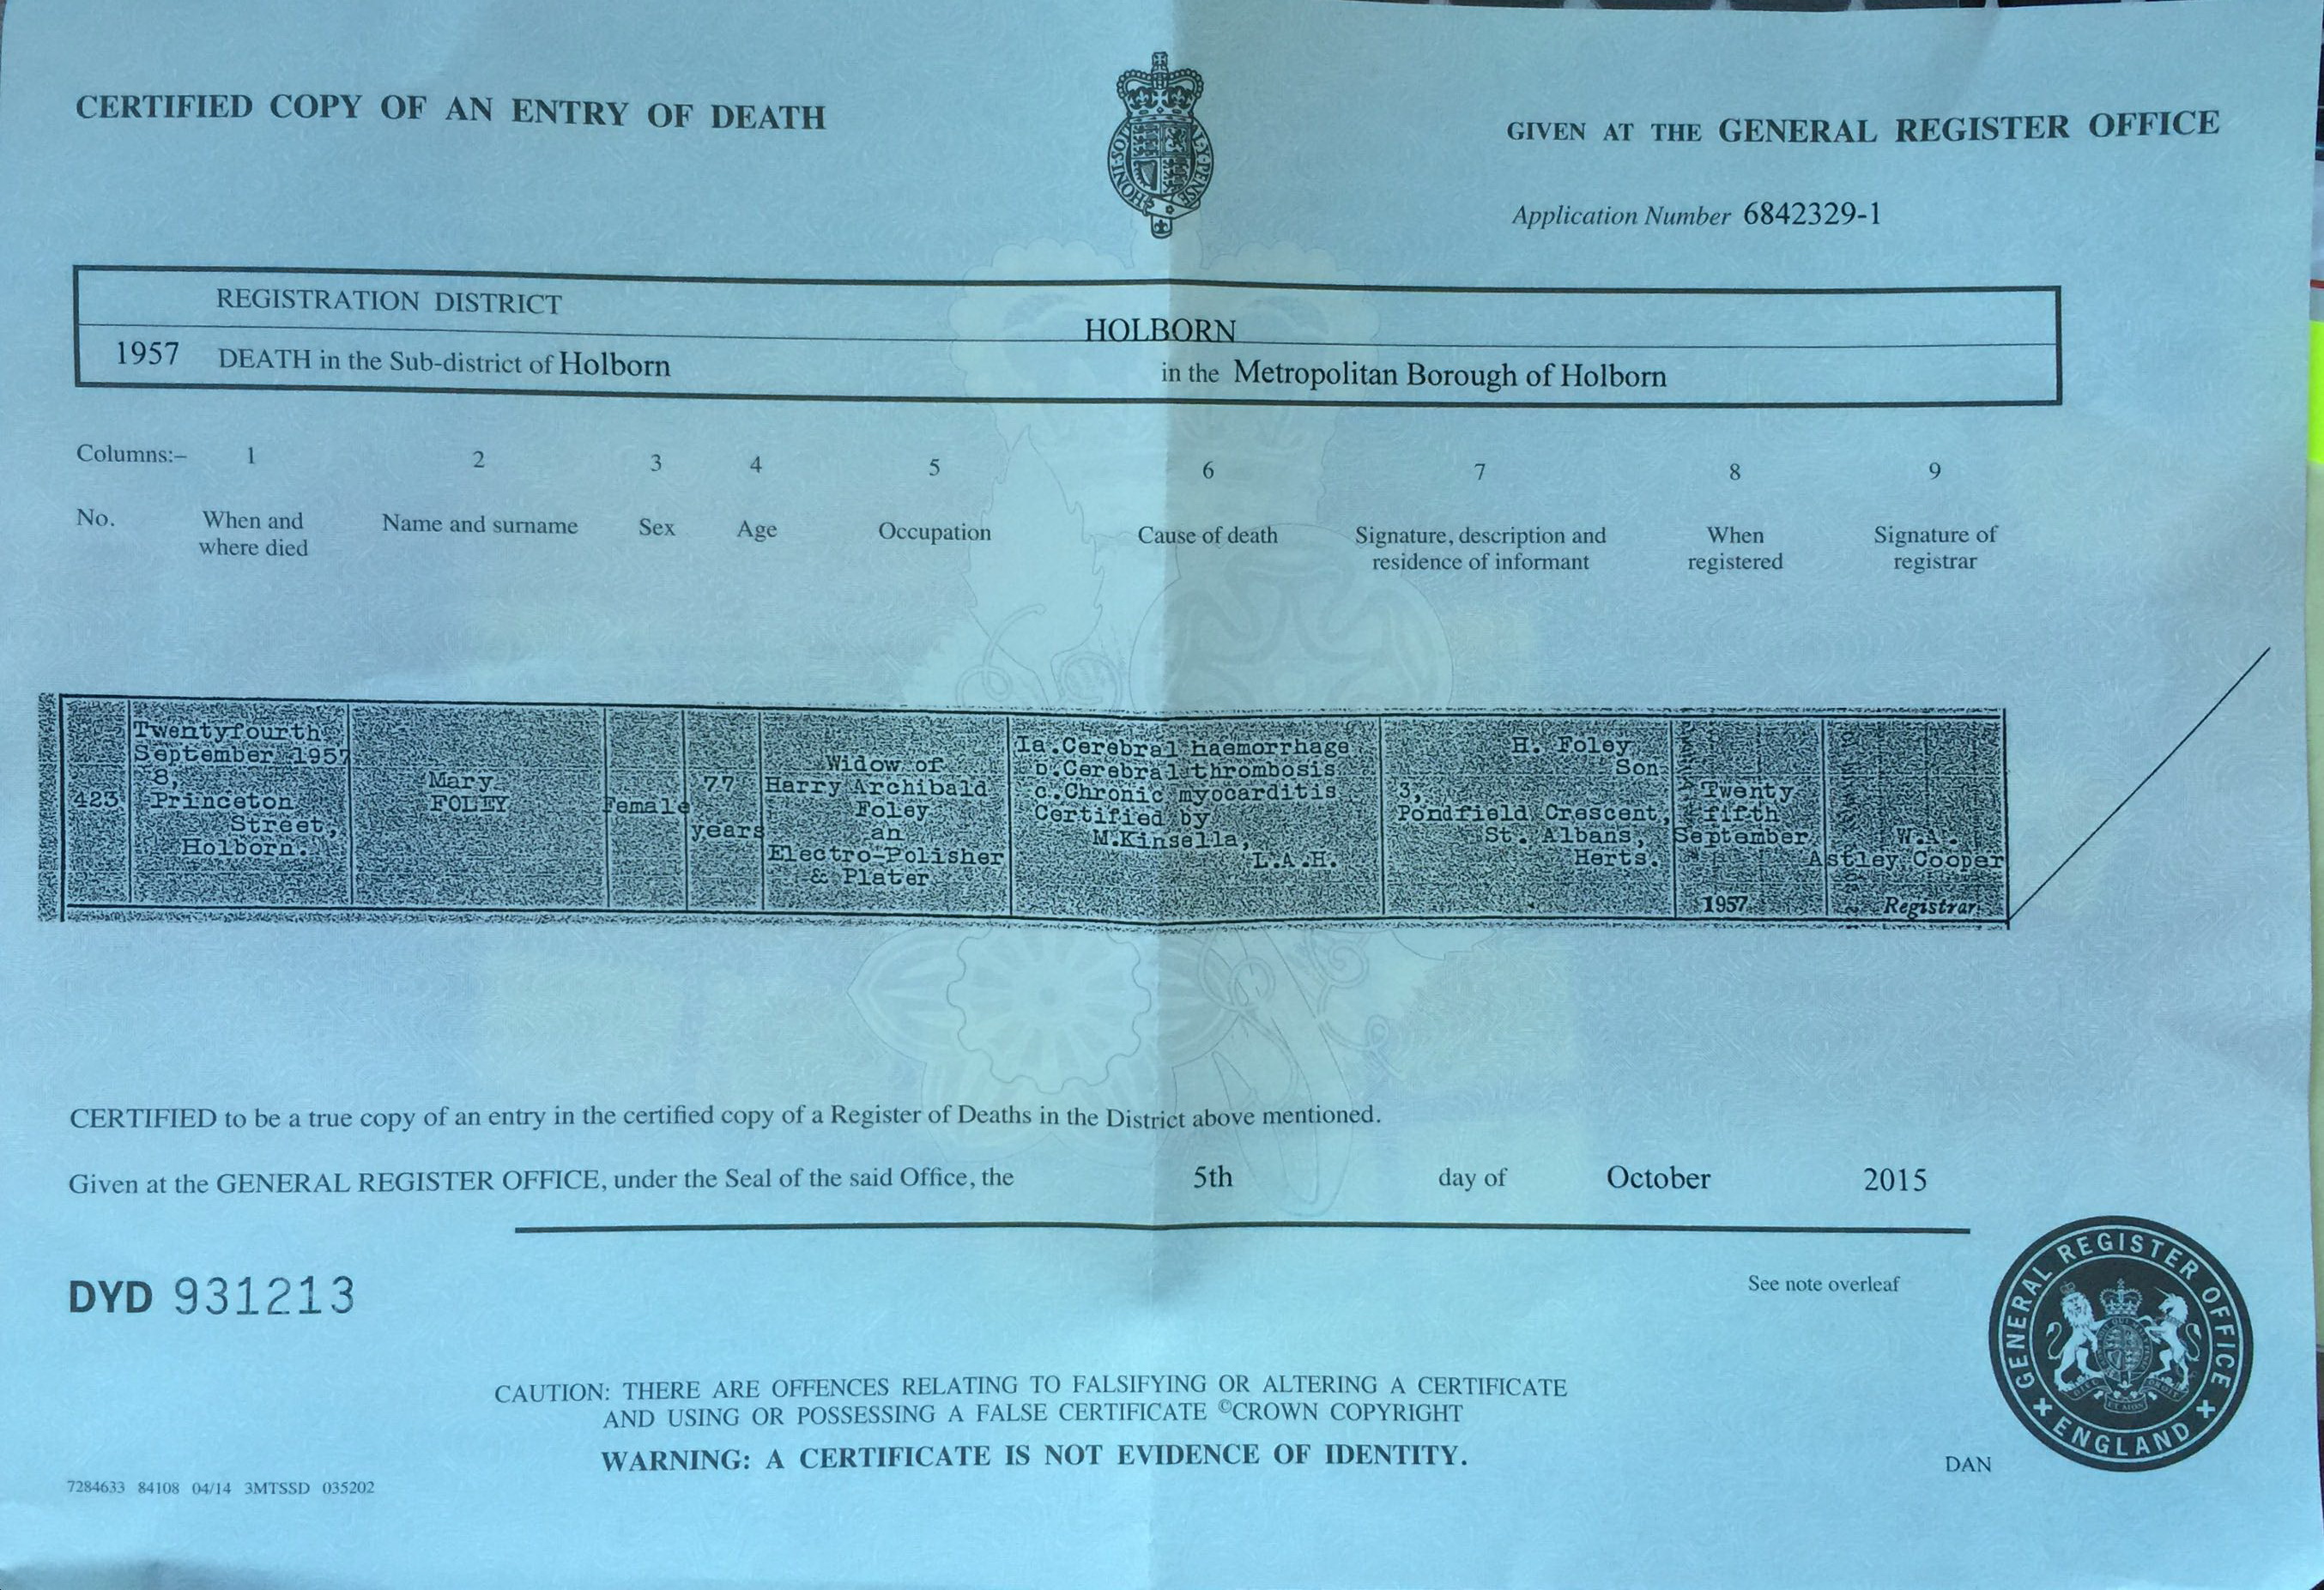 CERTIFIED COPY OF AN ENTRY OF DEATH
GIVEN AT THE GENERAL REGISTER OFFICE
Application Number 6842329-1
REGISTRATION DISTRICT
HOLBORN
1957 DEATH in the Sub-district of Holborn
in the Metropolitan Borough of Holborn
Columns:– 1 2 3 4 5 6 7 8 9
No.
When and
where died
Name and surname
Sex
Age
Occupation
Cause of death
Signature, description and
residence of informant
When
registered
Signature of
registrar
423
Twentyfourth
September 1957
8,
Princeton
Street,
Holborn.
Mary
FOLEY
Female
77
years
Widow of
Harry Archibald
Foley
an
Electro-Polisher
& Plater
Ia.Cerebral haemorrhage
b.Cerebral thrombosis
c.Chronic myocarditis
Certified by
M.Kinsella,
L.A.H.
H. Foley
Son
3,
Pondfield Crescent,
St. Albans,
Herts.
Twenty
fifth
September
1957
W.A.
Astley Cooper
Registrar.
CERTIFIED to be a true copy of an entry in the certified copy of a Register of Deaths in the District above mentioned.
Given at the GENERAL REGISTER OFFICE, under the Seal of the said Office, the 5th day of October 2015
DYD 931213
See note overleaf
GENERAL REGISTER OFFICE
ENGLAND
CAUTION: THERE ARE OFFENCES RELATING TO FALSIFYING OR ALTERING A CERTIFICATE
AND USING OR POSSESSING A FALSE CERTIFICATE ©CROWN COPYRIGHT
WARNING: A CERTIFICATE IS NOT EVIDENCE OF IDENTITY.
DAN
7284633 84108 04/14 3MTSSD 035202